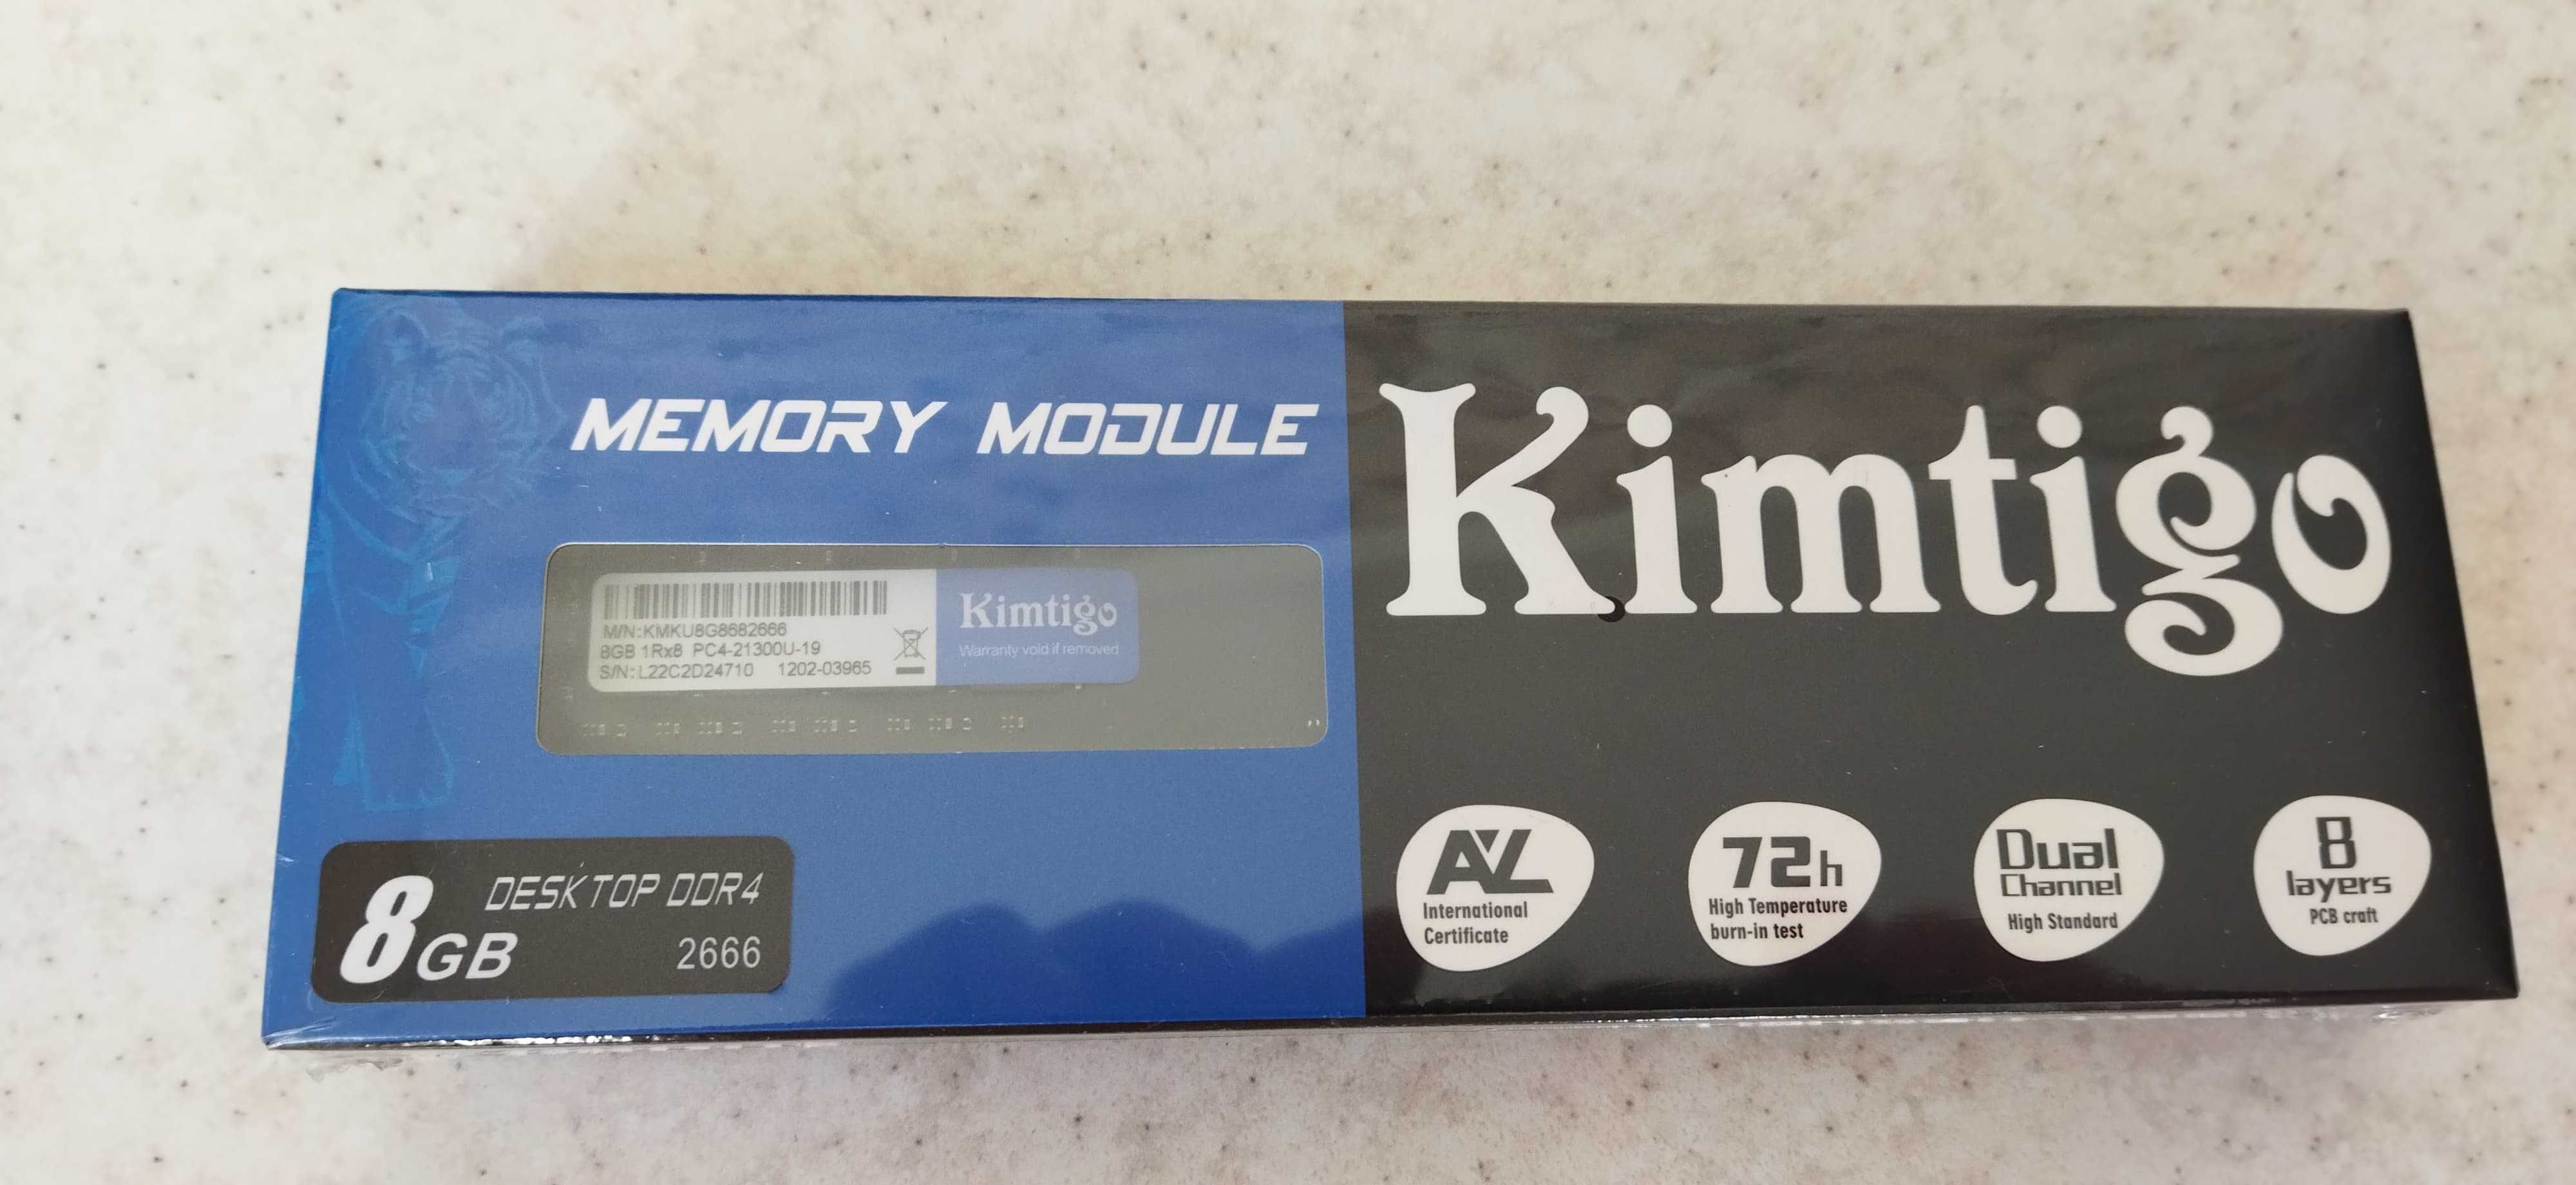 MEMORY MODULE
Kimtigo
M/N:KMKU8G8682666
8GB 1Rx8 PC4-21300U-19
S/N:L22C2D24710 1202-03965
Kimtigo
Warranty void if removed
8GB
DESKTOP DDR4
2666
AVL
International
Certificate
72h
High Temperature
burn-in test
Dual
Channel
High Standard
8
layers
PCB craft